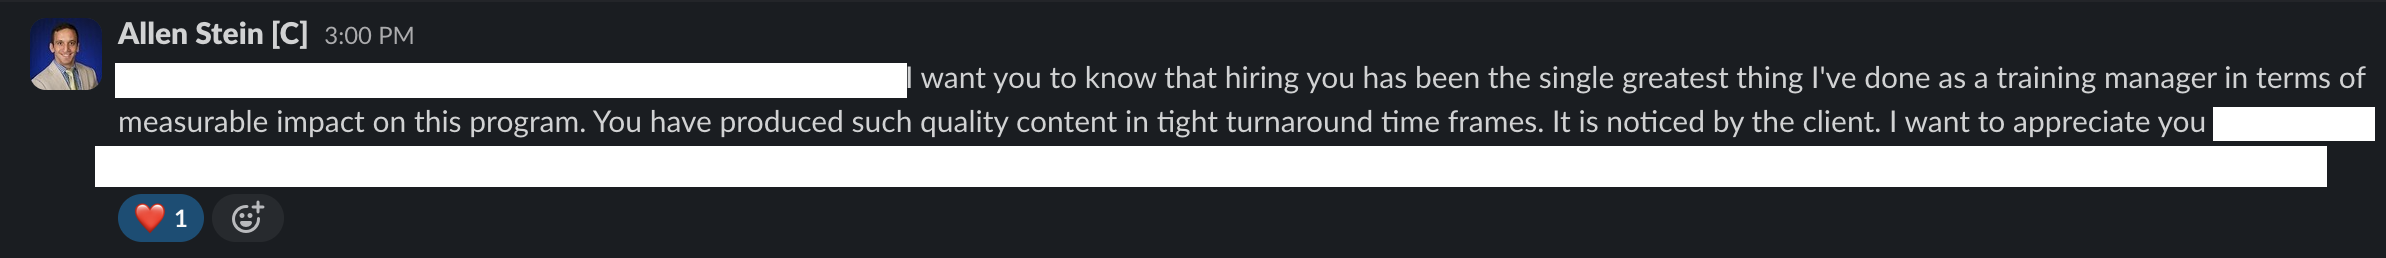 Allen Stein [C] 3:00 PM
I want you to know that hiring you has been the single greatest thing I've done as a training manager in terms of
measurable impact on this program. You have produced such quality content in tight turnaround time frames. It is noticed by the client. I want to appreciate you
1